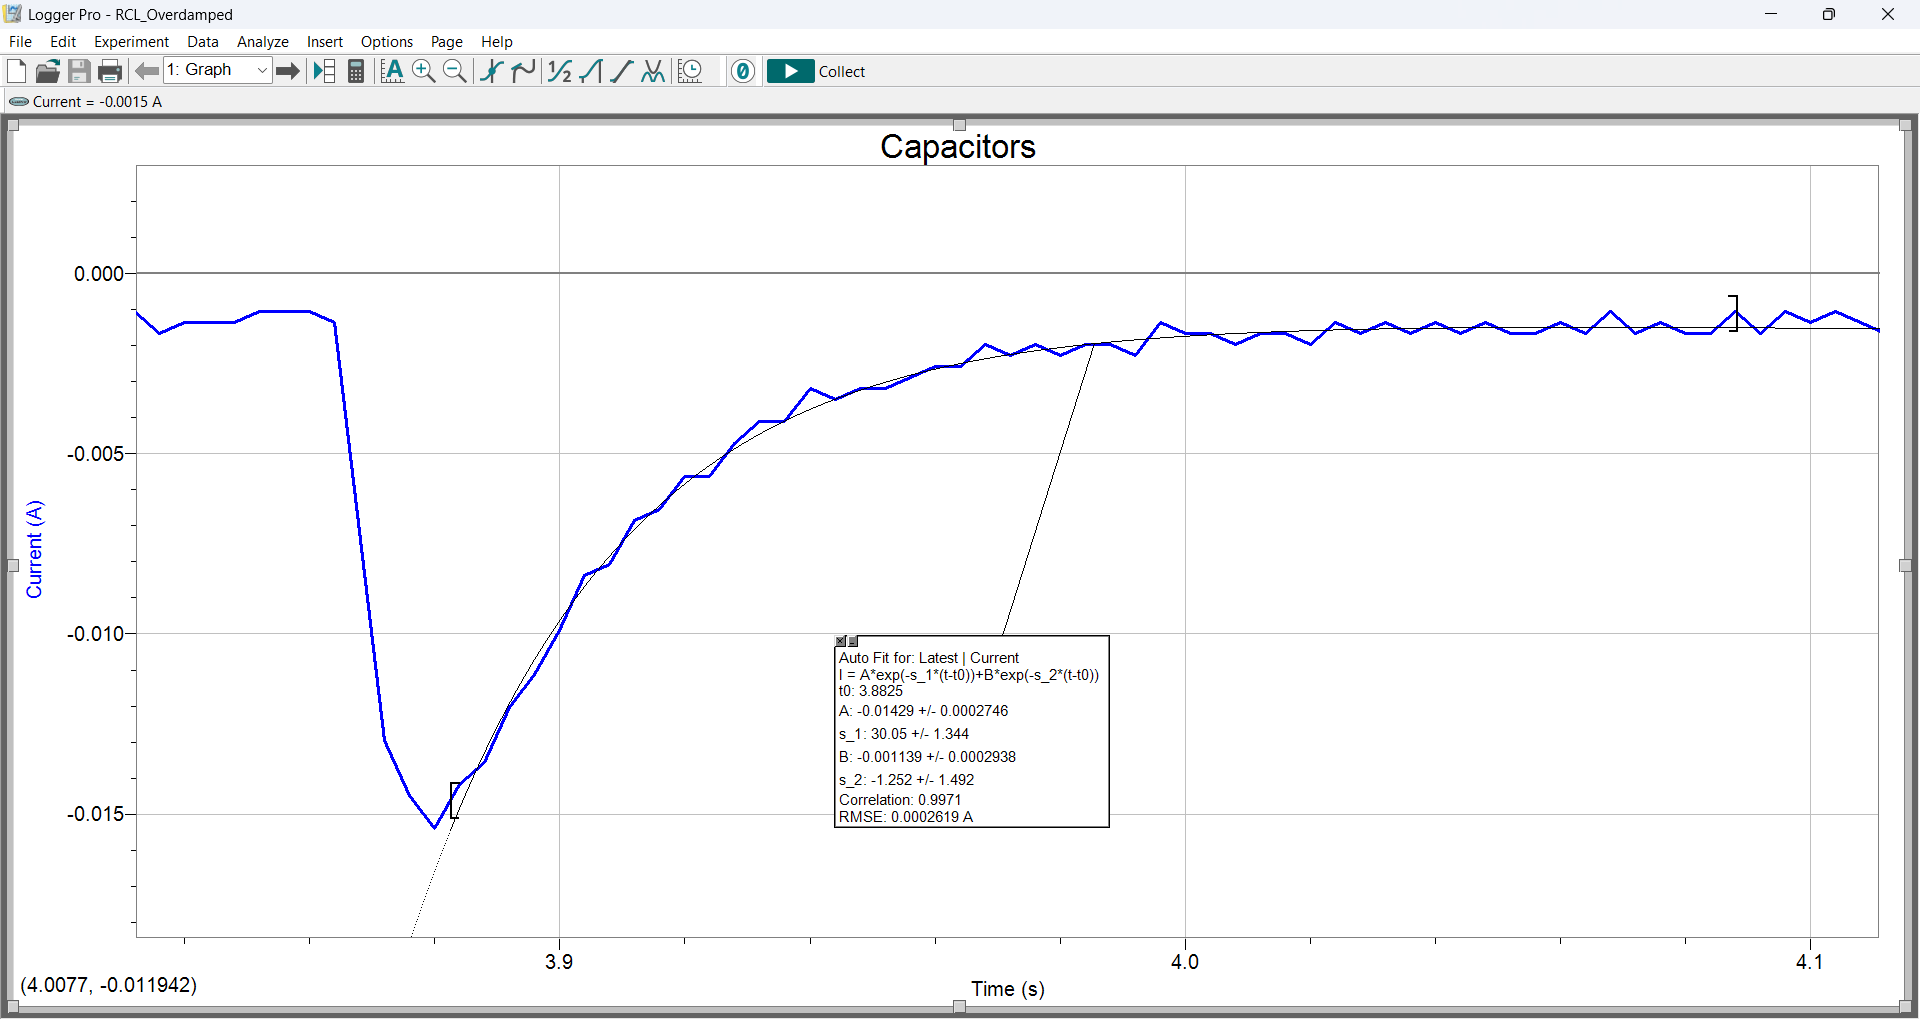 Logger Pro - RCL_Overdamped
File Edit Experiment Data Analyze Insert Options Page Help
1: Graph
Collect
Current = -0.0015 A
Capacitors
0.000
-0.005
-0.010
-0.015
Current (A)
Auto Fit for: Latest | Current
I = A*exp(-s_1*(t-t0))+B*exp(-s_2*(t-t0))
t0: 3.8825
A: -0.01429 +/- 0.0002746
s_1: 30.05 +/- 1.344
B: -0.001139 +/- 0.0002938
s_2: -1.252 +/- 1.492
Correlation: 0.9971
RMSE: 0.0002619 A
3.9 4.0 4.1
(4.0077, -0.011942)
Time (s)